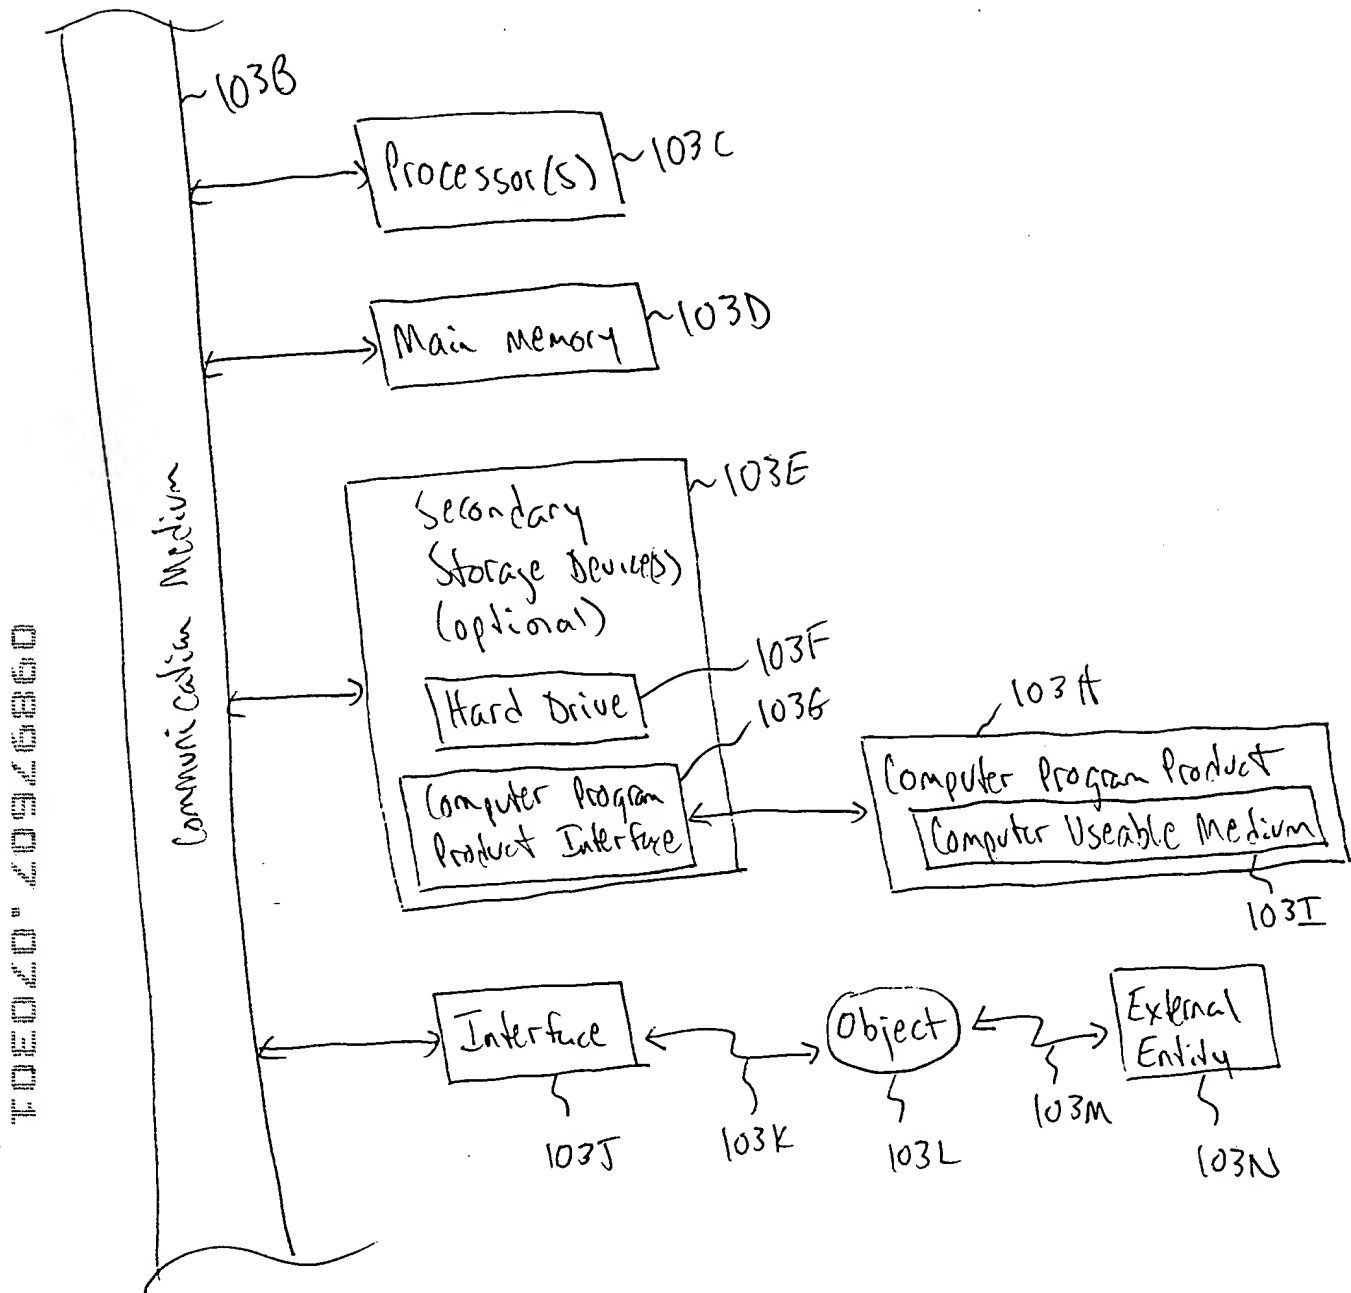 103B
Processor(s)
103C
Main Memory
103D
Communication Medium
103E
Secondary
Storage Device(s)
(optional)
103F
Hard Drive
103G
Computer Program
Product Interface
103H
Computer Program Product
Computer Useable Medium
103I
Interface
Object
External
Entity
103J
103K
103L
103M
103N
09897607.070301